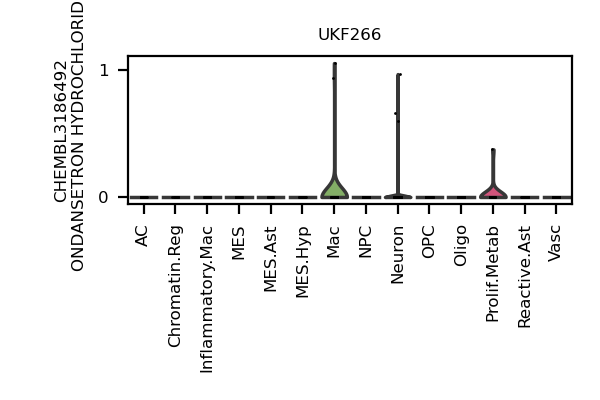 UKF266
CHEMBL3186492
ONDANSETRON HYDROCHLORID
1
0
AC
Chromatin.Reg
Inflammatory.Mac
MES
MES.Ast
MES.Hyp
Mac
NPC
Neuron
OPC
Oligo
Prolif.Metab
Reactive.Ast
Vasc